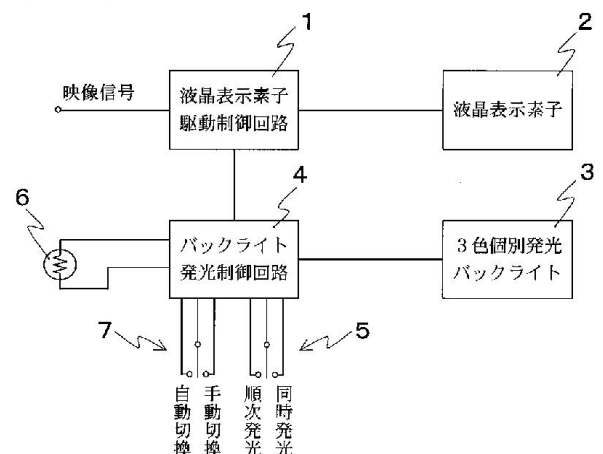 1
2
映像信号
液晶表示素子
駆動制御回路
液晶表示素子
6
4
3
バックライト
発光制御回路
3色個別発光
バックライト
7
5
自動切換
手動切換
順次発光
同時発光